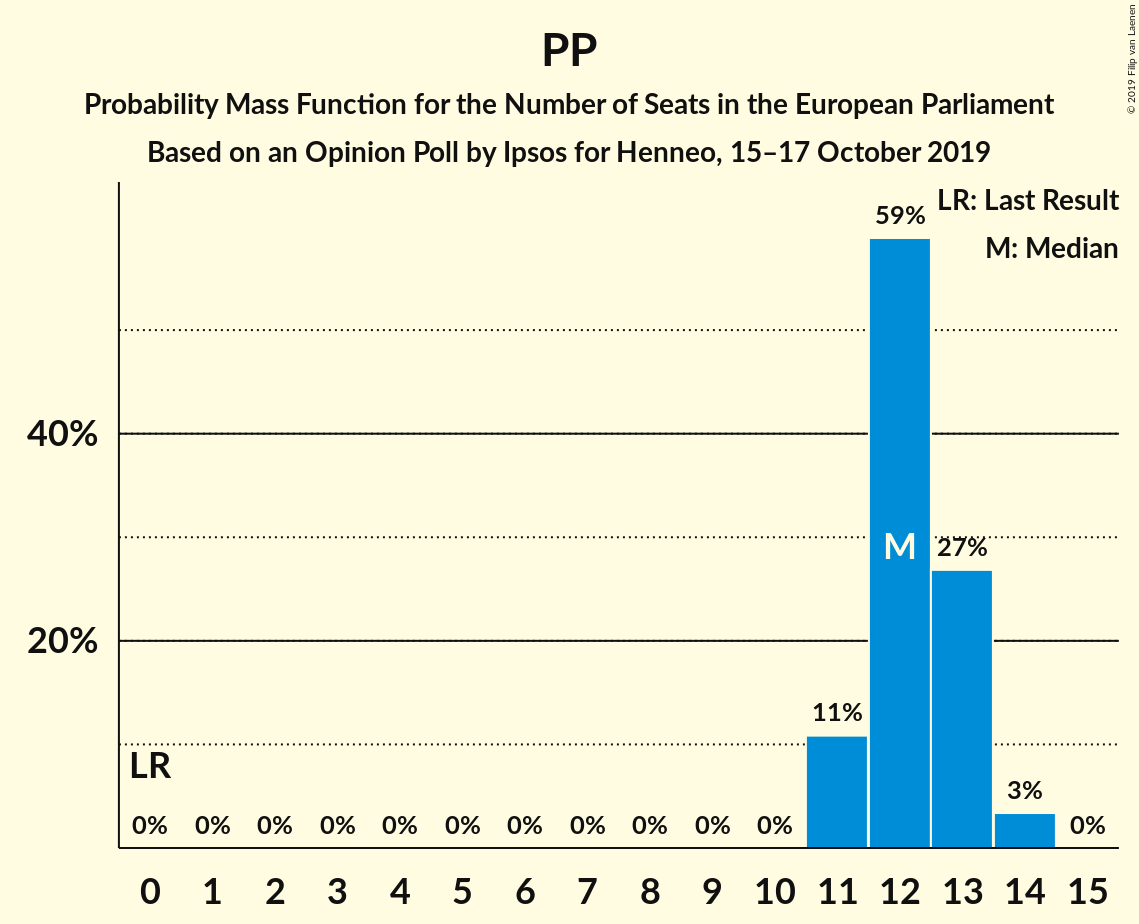 PP
Probability Mass Function for the Number of Seats in the European Parliament
Based on an Opinion Poll by Ipsos for Henneo, 15–17 October 2019
© 2019 Filip van Laenen
LR: Last Result
M: Median
59%
40%
M
27%
20%
11%
LR
3%
0% 0% 0% 0% 0% 0% 0% 0% 0% 0% 0% 0%
0 1 2 3 4 5 6 7 8 9 10 11 12 13 14 15